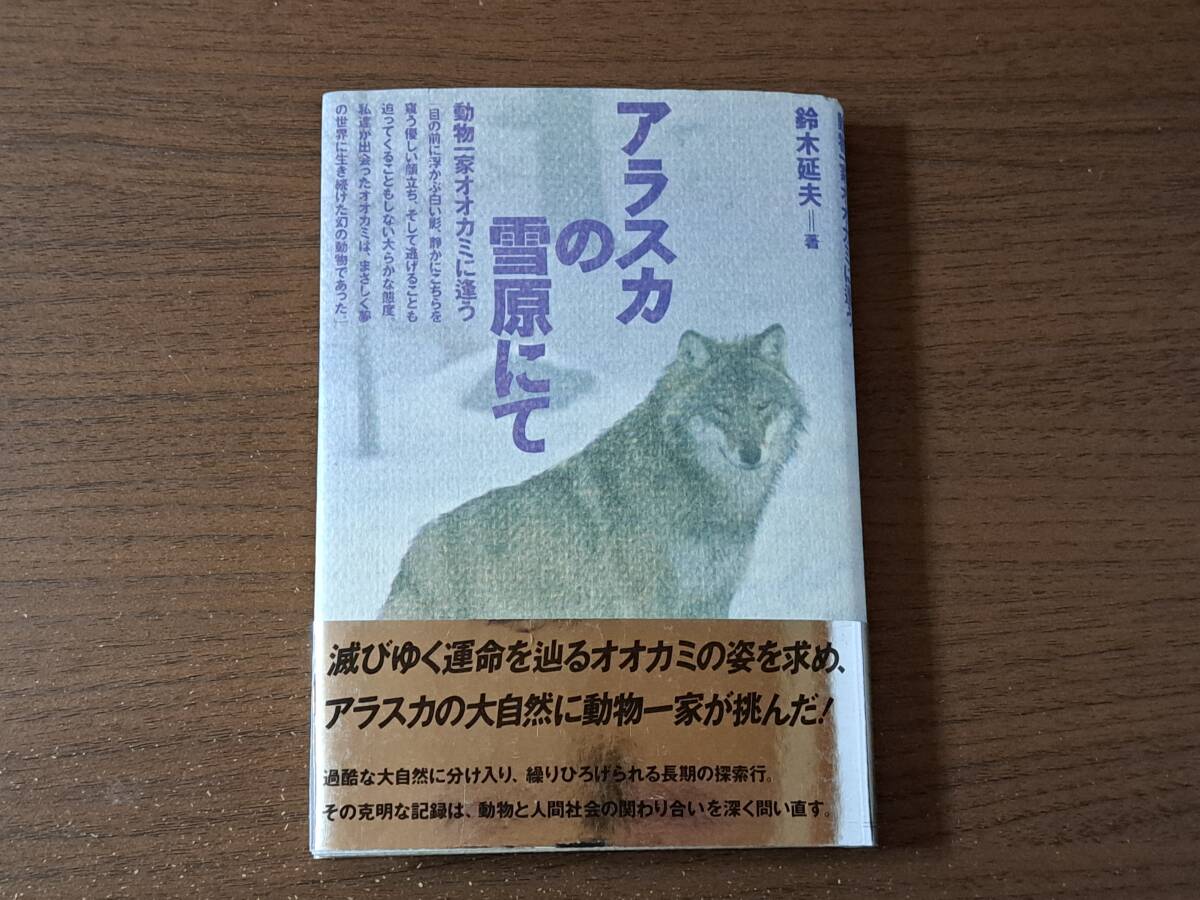 鈴木延夫=著
アラスカ
の
雪原にて
動物一家オオカミに逢う
「目の前に浮かぶ白い影、静かにこちらを
窺う優しい顔立ち、そして逃げることも
迫ってくることもしない大らかな態度。
私達が出会ったオオカミは、まさしく夢
の世界に生き続けた幻の動物であった。」
滅びゆく運命を辿るオオカミの姿を求め、
アラスカの大自然に動物一家が挑んだ!
過酷な大自然に分け入り、繰りひろげられる長期の探索行。
その克明な記録は、動物と人間社会の関わり合いを深く問い直す。